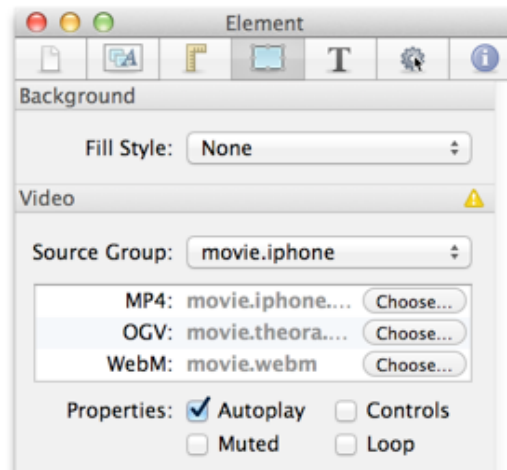 Element
Background
Fill Style: None
Video
Source Group: movie.iphone
MP4: movie.iphone.... Choose...
OGV: movie.theora.... Choose...
WebM: movie.webm Choose...
Properties: Autoplay Controls
Muted Loop